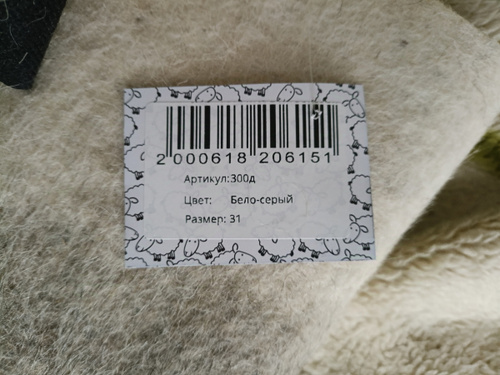 2 000618 206151
Артикул:300д
Цвет: Бело-серый
Размер: 31